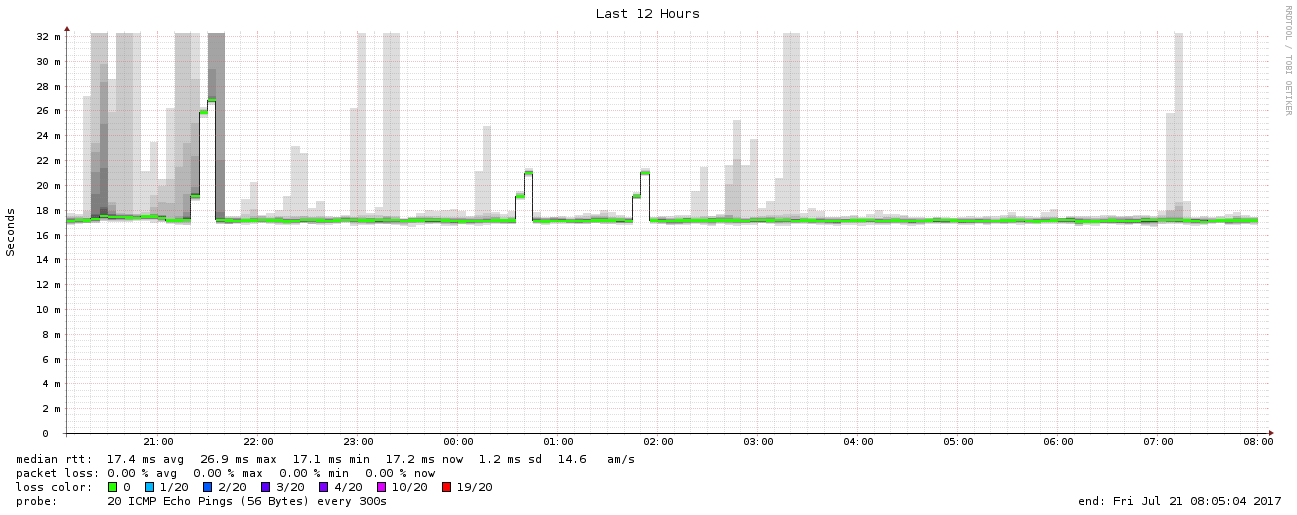 Last 12 Hours
RRDTOOL / TOBI OETIKER
Seconds
32 m
30 m
28 m
26 m
24 m
22 m
20 m
18 m
16 m
14 m
12 m
10 m
8 m
6 m
4 m
2 m
0
21:00 22:00 23:00 00:00 01:00 02:00 03:00 04:00 05:00 06:00 07:00 08:00
median rtt: 17.4 ms avg 26.9 ms max 17.1 ms min 17.2 ms now 1.2 ms sd 14.6 am/s
packet loss: 0.00 % avg 0.00 % max 0.00 % min 0.00 % now
loss color: 0 1/20 2/20 3/20 4/20 10/20 19/20
probe: 20 ICMP Echo Pings (56 Bytes) every 300s end: Fri Jul 21 08:05:04 2017